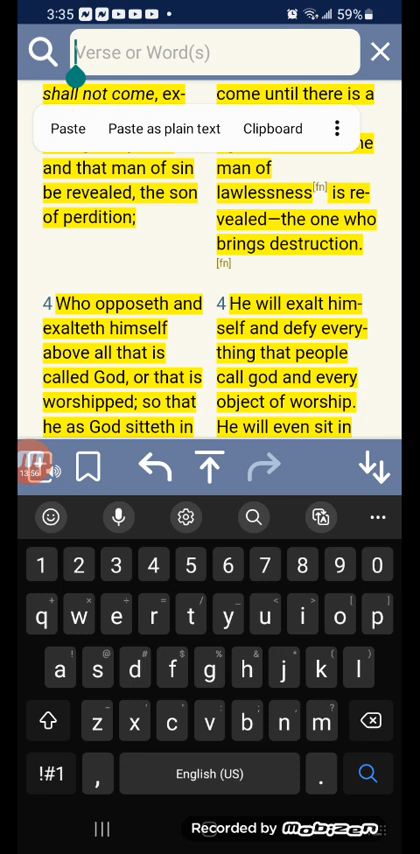 3:35
59%
Verse or Word(s)
shall not come, ex-
Paste Paste as plain text Clipboard
and that man of sin
be revealed, the son
of perdition;
4 Who opposeth and
exalteth himself
above all that is
called God, or that is
worshipped; so that
he as God sitteth in
come until there is a
man of
lawlessness[fn] is re-
vealed—the one who
brings destruction.
[fn]
4 He will exalt him-
self and defy every-
thing that people
call god and every
object of worship.
He will even sit in
13:56
1 2 3 4 5 6 7 8 9 0
q w e r t y u i o p
a s d f g h j k l
z x c v b n m
!#1 , English (US) .
Recorded by mobizen